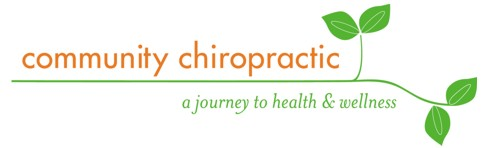 community chiropractic
a journey to health & wellness